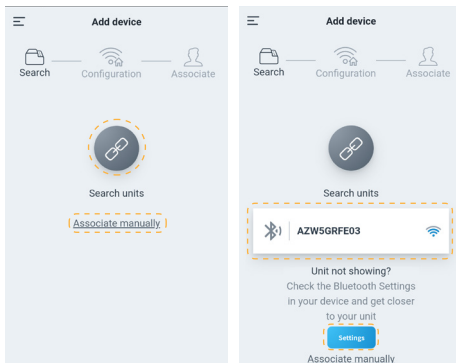 Add device
Search Configuration Associate
Search units
Associate manually
Add device
Search Configuration Associate
Search units
AZW5GRFE03
Unit not showing?
Check the Bluetooth Settings
in your device and get closer
to your unit
Settings
Associate manually